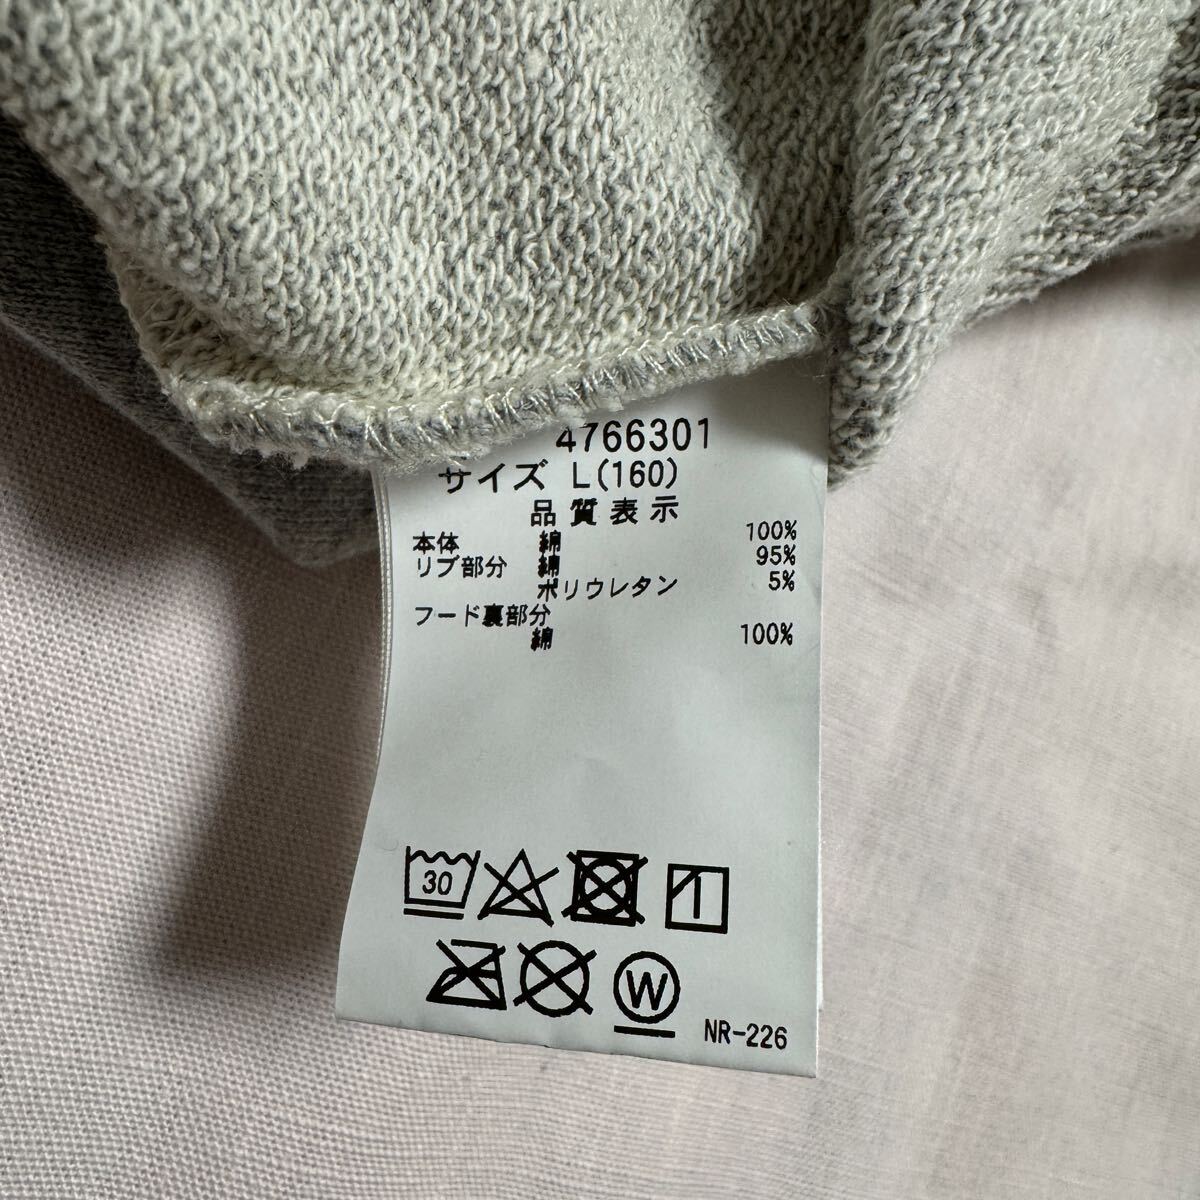 4766301
サイズ L(160)
品質表示
本体 綿 100%
リブ部分 綿 95%
ポリウレタン 5%
フード裏部分
綿 100%
30
W
NR-226